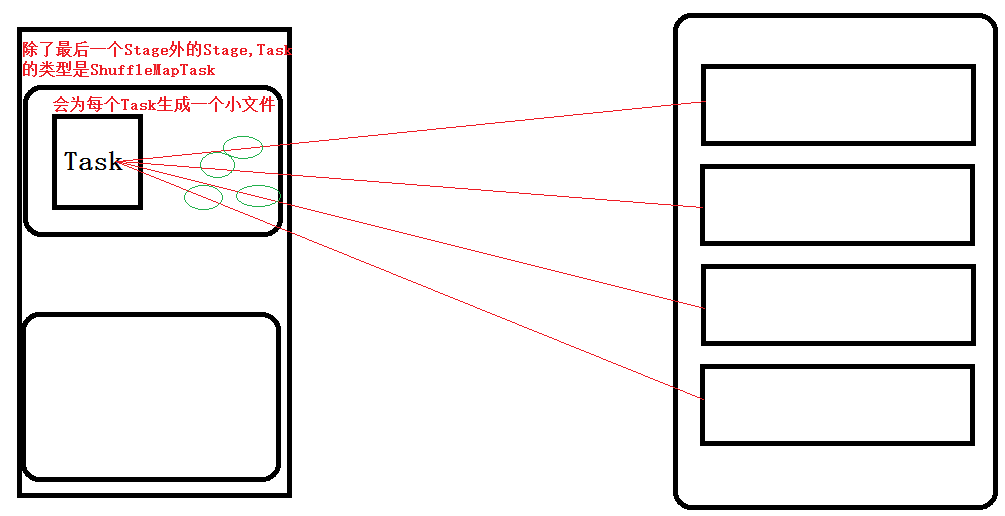 除了最后一个Stage外的Stage,Task
的类型是ShuffleMapTask
会为每个Task生成一个小文件
Task